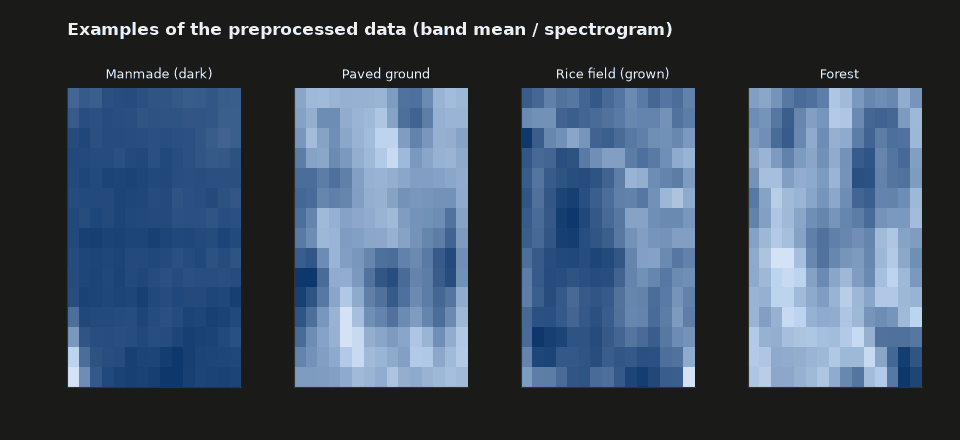 Examples of the preprocessed data (band mean / spectrogram)
Manmade (dark)
Paved ground
Rice field (grown)
Forest